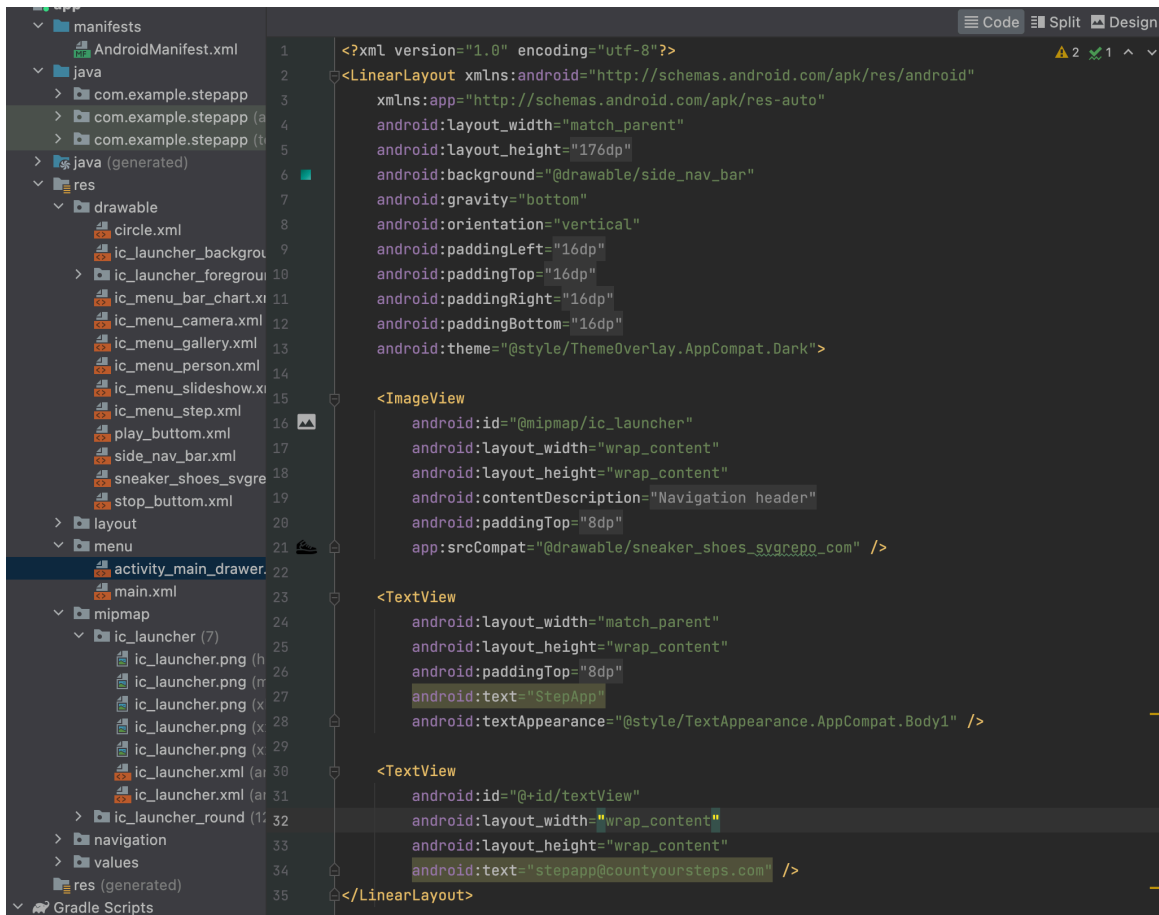 app
manifests
AndroidManifest.xml
java
com.example.stepapp
com.example.stepapp (a
com.example.stepapp (t
java (generated)
res
drawable
circle.xml
ic_launcher_backgrou
ic_launcher_foregroun
ic_menu_bar_chart.x
ic_menu_camera.xml
ic_menu_gallery.xml
ic_menu_person.xml
ic_menu_slideshow.x
ic_menu_step.xml
play_buttom.xml
side_nav_bar.xml
sneaker_shoes_svgre
stop_buttom.xml
layout
menu
activity_main_drawer.
main.xml
mipmap
ic_launcher (7)
ic_launcher.png (h
ic_launcher.png (m
ic_launcher.png (x
ic_launcher.png (x
ic_launcher.png (x
ic_launcher.xml (a
ic_launcher.xml (a
ic_launcher_round (12
navigation
values
res (generated)
Gradle Scripts
Code Split Design
2 1
1 <?xml version="1.0" encoding="utf-8"?>
2 <LinearLayout xmlns:android="http://schemas.android.com/apk/res/android"
3 xmlns:app="http://schemas.android.com/apk/res-auto"
4 android:layout_width="match_parent"
5 android:layout_height="176dp"
6 android:background="@drawable/side_nav_bar"
7 android:gravity="bottom"
8 android:orientation="vertical"
9 android:paddingLeft="16dp"
10 android:paddingTop="16dp"
11 android:paddingRight="16dp"
12 android:paddingBottom="16dp"
13 android:theme="@style/ThemeOverlay.AppCompat.Dark">
14
15 <ImageView
16 android:id="@mipmap/ic_launcher"
17 android:layout_width="wrap_content"
18 android:layout_height="wrap_content"
19 android:contentDescription="Navigation header"
20 android:paddingTop="8dp"
21 app:srcCompat="@drawable/sneaker_shoes_svgrepo_com" />
22
23 <TextView
24 android:layout_width="match_parent"
25 android:layout_height="wrap_content"
26 android:paddingTop="8dp"
27 android:text="StepApp"
28 android:textAppearance="@style/TextAppearance.AppCompat.Body1" />
29
30 <TextView
31 android:id="@+id/textView"
32 android:layout_width="wrap_content"
33 android:layout_height="wrap_content"
34 android:text="stepapp@countyoursteps.com" />
35 </LinearLayout>